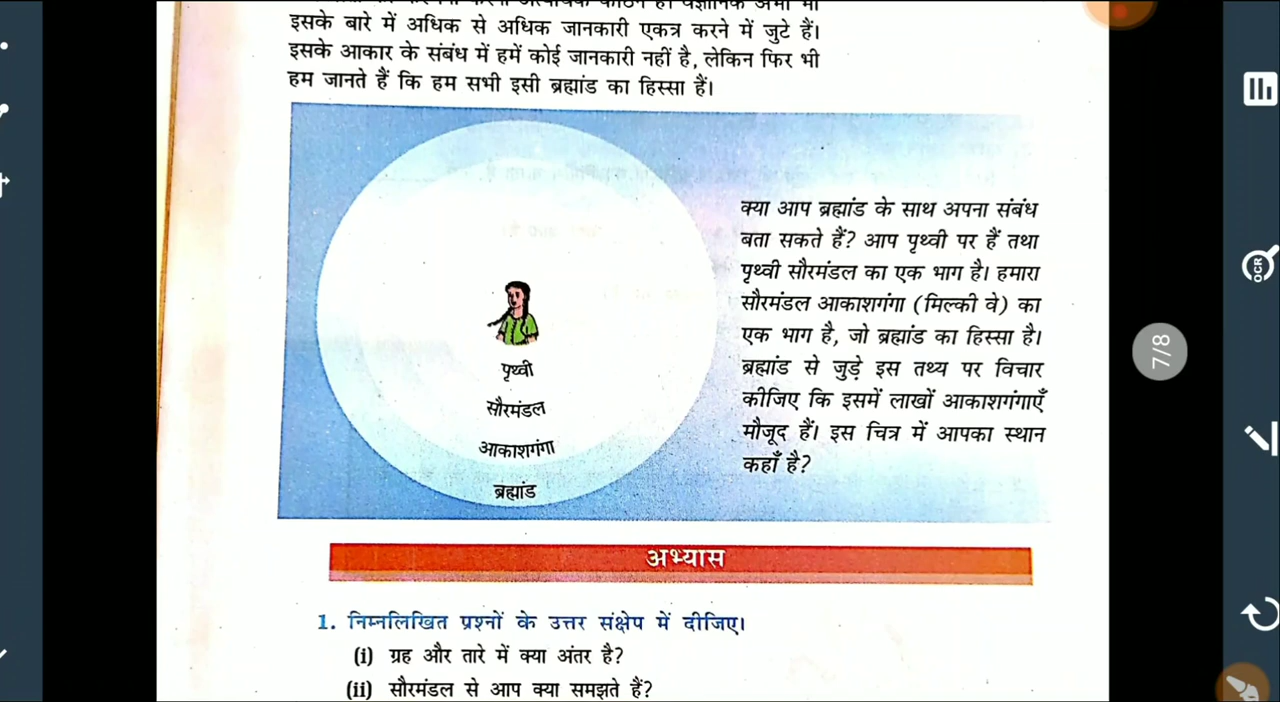 इसके बारे में अधिक से अधिक जानकारी एकत्र करने में जुटे हैं।
इसके आकार के संबंध में हमें कोई जानकारी नहीं है, लेकिन फिर भी
हम जानते हैं कि हम सभी इसी ब्रह्मांड का हिस्सा हैं।
क्या आप ब्रह्मांड के साथ अपना संबंध
बता सकते हैं? आप पृथ्वी पर हैं तथा
पृथ्वी सौरमंडल का एक भाग है। हमारा
सौरमंडल आकाशगंगा (मिल्की वे) का
एक भाग है, जो ब्रह्मांड का हिस्सा है।
ब्रह्मांड से जुड़े इस तथ्य पर विचार
कीजिए कि इसमें लाखों आकाशगंगाएँ
मौजूद हैं। इस चित्र में आपका स्थान
कहाँ है?
पृथ्वी
सौरमंडल
आकाशगंगा
ब्रह्मांड
अभ्यास
1. निम्नलिखित प्रश्नों के उत्तर संक्षेप में दीजिए।
(i) ग्रह और तारे में क्या अंतर है?
(ii) सौरमंडल से आप क्या समझते हैं?
7/8
OCR